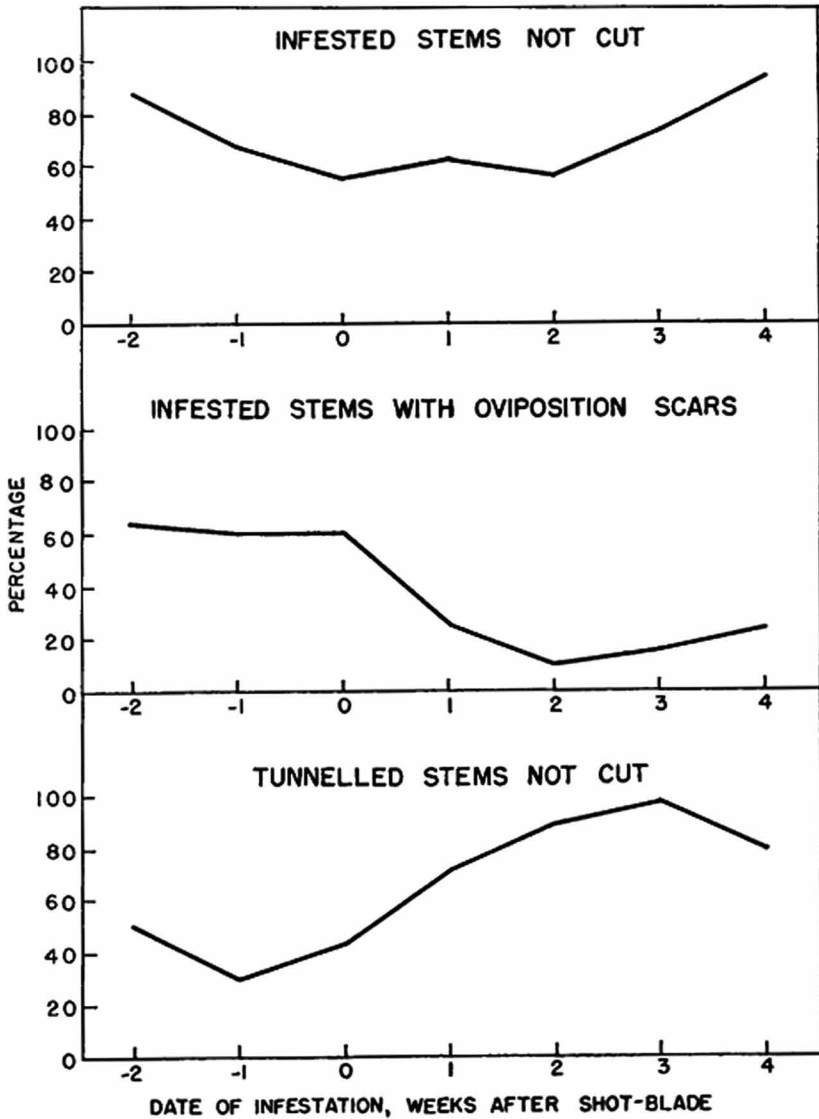 INFESTED STEMS NOT CUT
100
80
60
40
20
0
-2 -1 0 1 2 3 4
INFESTED STEMS WITH OVIPOSITION SCARS
100
80
60
40
20
0
-2 -1 0 1 2 3 4
PERCENTAGE
TUNNELLED STEMS NOT CUT
100
80
60
40
20
0
-2 -1 0 1 2 3 4
DATE OF INFESTATION, WEEKS AFTER SHOT-BLADE